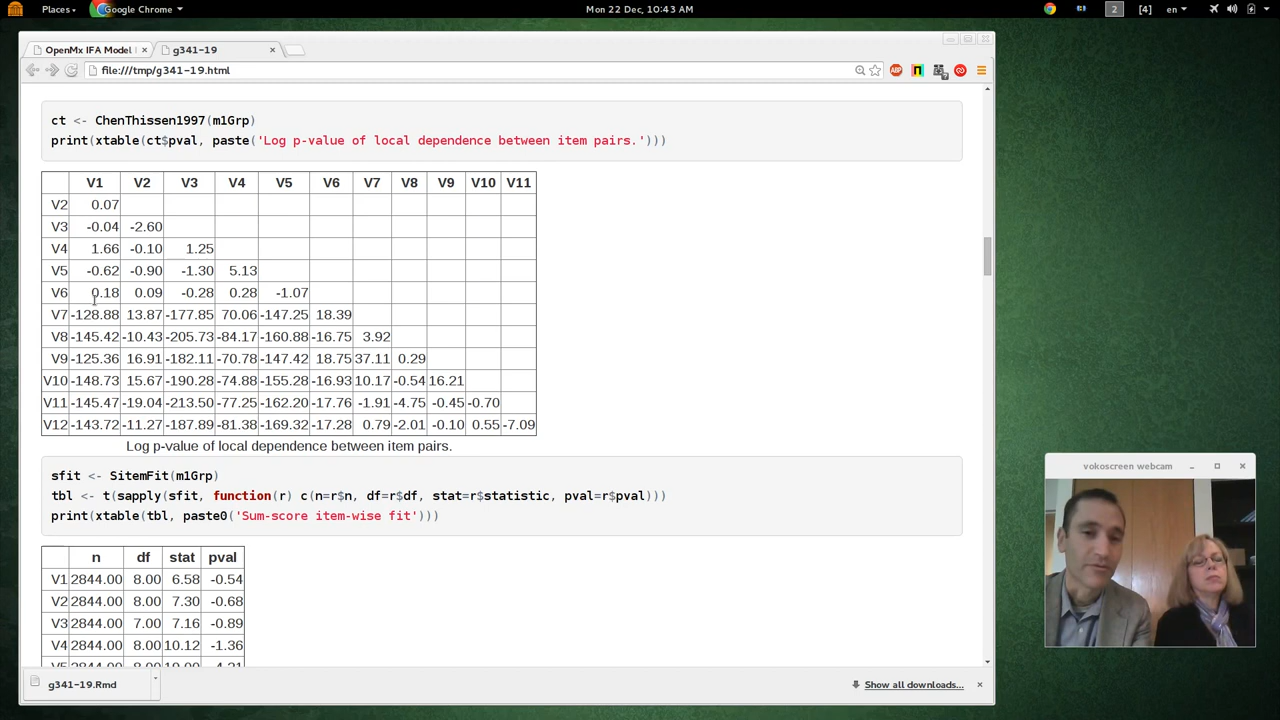 Places
Google Chrome
Mon 22 Dec, 10:43 AM
2
[4]
en
OpenMx IFA Model
g341-19
file:///tmp/g341-19.html
ABP
ct <- ChenThissen1997(m1Grp)
print(xtable(ct$pval, paste('Log p-value of local dependence between item pairs.')))
V1 V2 V3 V4 V5 V6 V7 V8 V9 V10 V11
V2 0.07
V3 -0.04 -2.60
V4 1.66 -0.10 1.25
V5 -0.62 -0.90 -1.30 5.13
V6 0.18 0.09 -0.28 0.28 -1.07
V7 -128.88 13.87 -177.85 70.06 -147.25 18.39
V8 -145.42 -10.43 -205.73 -84.17 -160.88 -16.75 3.92
V9 -125.36 16.91 -182.11 -70.78 -147.42 18.75 37.11 0.29
V10 -148.73 15.67 -190.28 -74.88 -155.28 -16.93 10.17 -0.54 16.21
V11 -145.47 -19.04 -213.50 -77.25 -162.20 -17.76 -1.91 -4.75 -0.45 -0.70
V12 -143.72 -11.27 -187.89 -81.38 -169.32 -17.28 0.79 -2.01 -0.10 0.55 -7.09
Log p-value of local dependence between item pairs.
sfit <- SitemFit(m1Grp)
tbl <- t(sapply(sfit, function(r) c(n=r$n, df=r$df, stat=r$statistic, pval=r$pval)))
print(xtable(tbl, paste0('Sum-score item-wise fit')))
n df stat pval
V1 2844.00 8.00 6.58 -0.54
V2 2844.00 8.00 7.30 -0.68
V3 2844.00 7.00 7.16 -0.89
V4 2844.00 8.00 10.12 -1.36
vokoscreen webcam
g341-19.Rmd
Show all downloads...